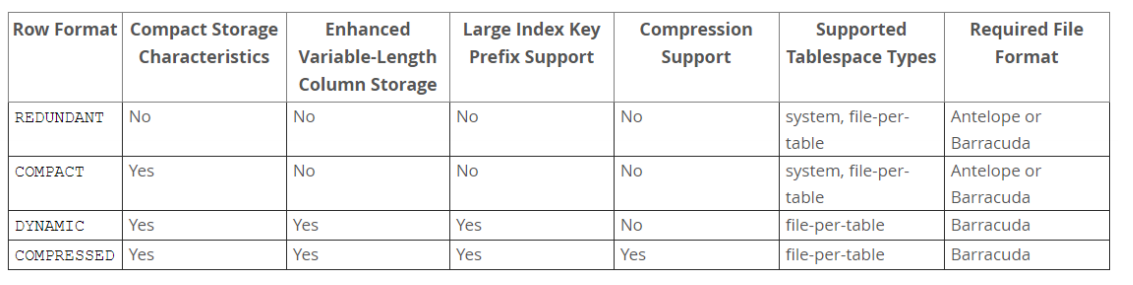 Row Format Compact Storage Characteristics Enhanced Variable-Length Column Storage Large Index Key Prefix Support Compression Support Supported Tablespace Types Required File Format
REDUNDANT No No No No system, file-per-table Antelope or Barracuda
COMPACT Yes No No No system, file-per-table Antelope or Barracuda
DYNAMIC Yes Yes Yes No file-per-table Barracuda
COMPRESSED Yes Yes Yes Yes file-per-table Barracuda